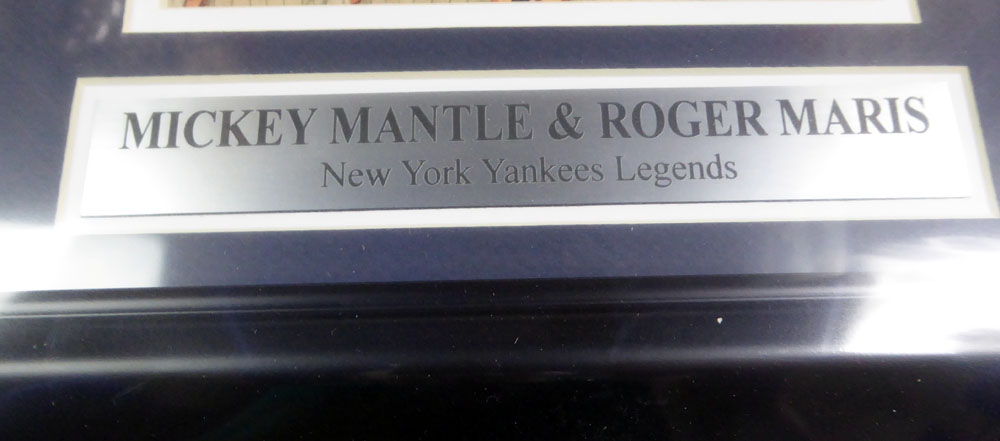 MICKEY MANTLE & ROGER MARIS
New York Yankees Legends